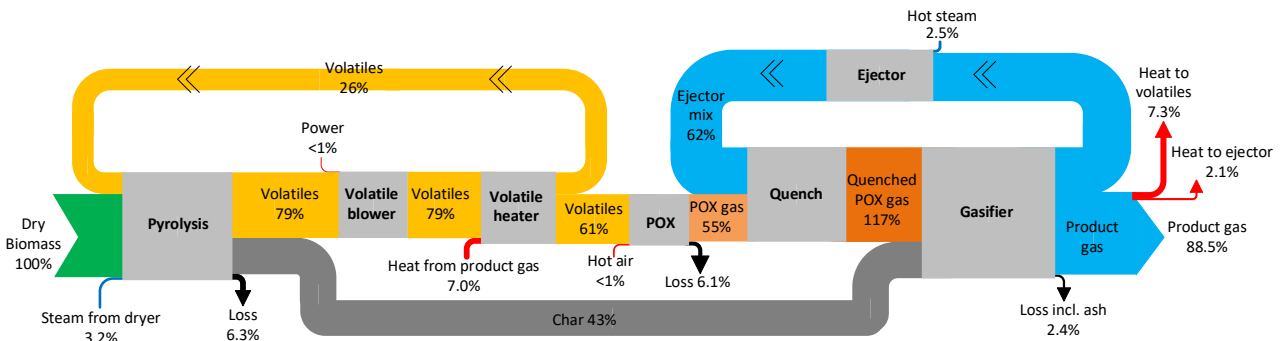 Hot steam
2.5%
Ejector
Heat to
volatiles
7.3%
Volatiles
26%
Ejector
mix
62%
Power
<1%
Heat to ejector
2.1%
Dry
Biomass
100%
Pyrolysis
Volatiles
79%
Volatile
blower
Volatiles
79%
Volatile
heater
Volatiles
61%
POX
POX gas
55%
Quench
Quenched
POX gas
117%
Gasifier
Product
gas
Product gas
88.5%
Heat from product gas
7.0%
Hot air
<1%
Loss 6.1%
Steam from dryer
3.2%
Loss
6.3%
Char 43%
Loss incl. ash
2.4%